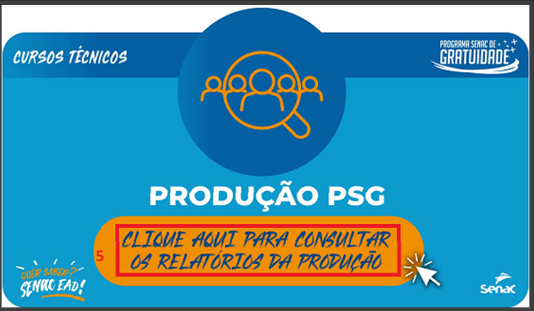 CURSOS TÉCNICOS
PROGRAMA SENAC DE
GRATUIDADE
PRODUÇÃO PSG
5
CLIQUE AQUI PARA CONSULTAR
OS RELATÓRIOS DA PRODUÇÃO
QUER SABER?
SENAC EAD!
senac